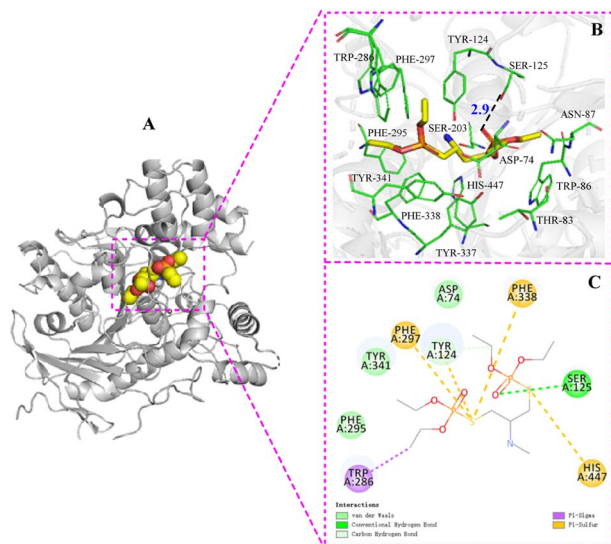 A
B
TYR-124
TRP-286
PHE-297
SER-125
2.9
ASN-87
PHE-295
SER-203
ASP-74
TYR-341
HIS-447
TRP-86
PHE-338
THR-83
TYR-337
C
ASP
A:74
PHE
A:338
PHE
A:297
TYR
A:124
TYR
A:341
SER
A:125
PHE
A:295
TRP
A:286
HIS
A:447
O
O
P
O
S
O
O
P
O
O
S
N
Interactions
van der Waals
Conventional Hydrogen Bond
Carbon Hydrogen Bond
Pi-Sigma
Pi-Sulfur